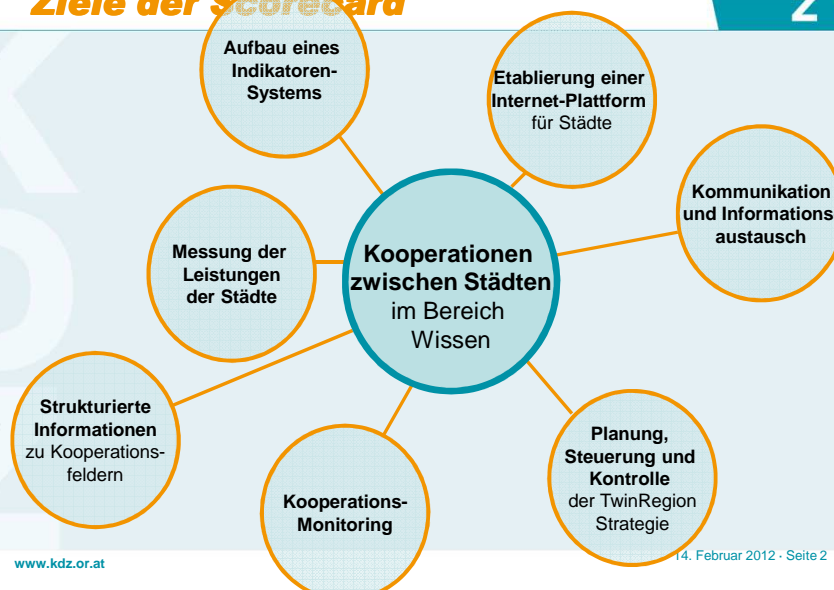 Ziele der Scorecard
2
Aufbau eines
Indikatoren-
Systems
Etablierung einer
Internet-Plattform
für Städte
Kommunikation
und Informations
austausch
Messung der
Leistungen
der Städte
Kooperationen
zwischen Städten
im Bereich
Wissen
Strukturierte
Informationen
zu Kooperations-
feldern
Kooperations-
Monitoring
Planung,
Steuerung und
Kontrolle
der TwinRegion
Strategie
www.kdz.or.at
14. Februar 2012 · Seite 2